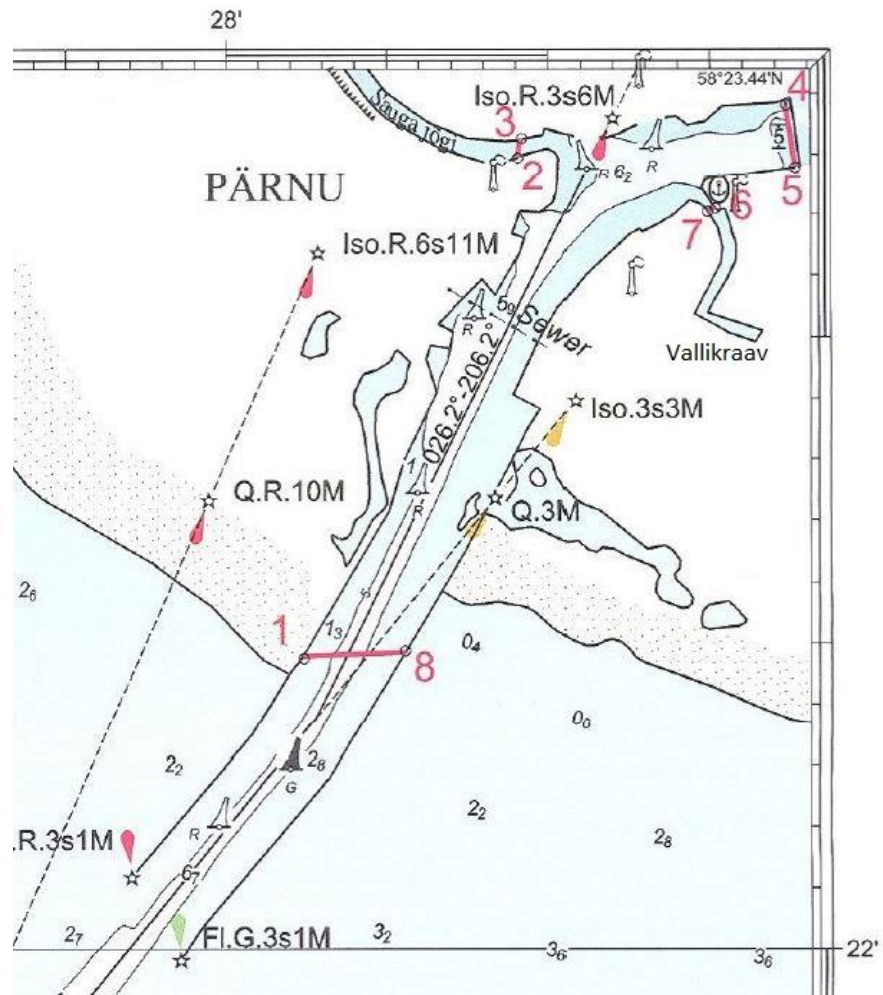 28'
58°23.44'N
4
Iso.R.3s6M
Sauga jõgi
3
2
R
R
6₂
5
5
PÄRNU
7
6
Iso.R.6s11M
5₉
Sewer
R
Vallikraav
026.2°-206.2°
Iso.3s3M
1
Q.R.10M
R
Q.3M
2₆
1
1₃
0₄
8
0₆
2₂
2₈
G
2₂
R
2₈
.R.3s1M
6₇
2₇
Fl.G.3s1M
3₂
3₆
3₆
22'